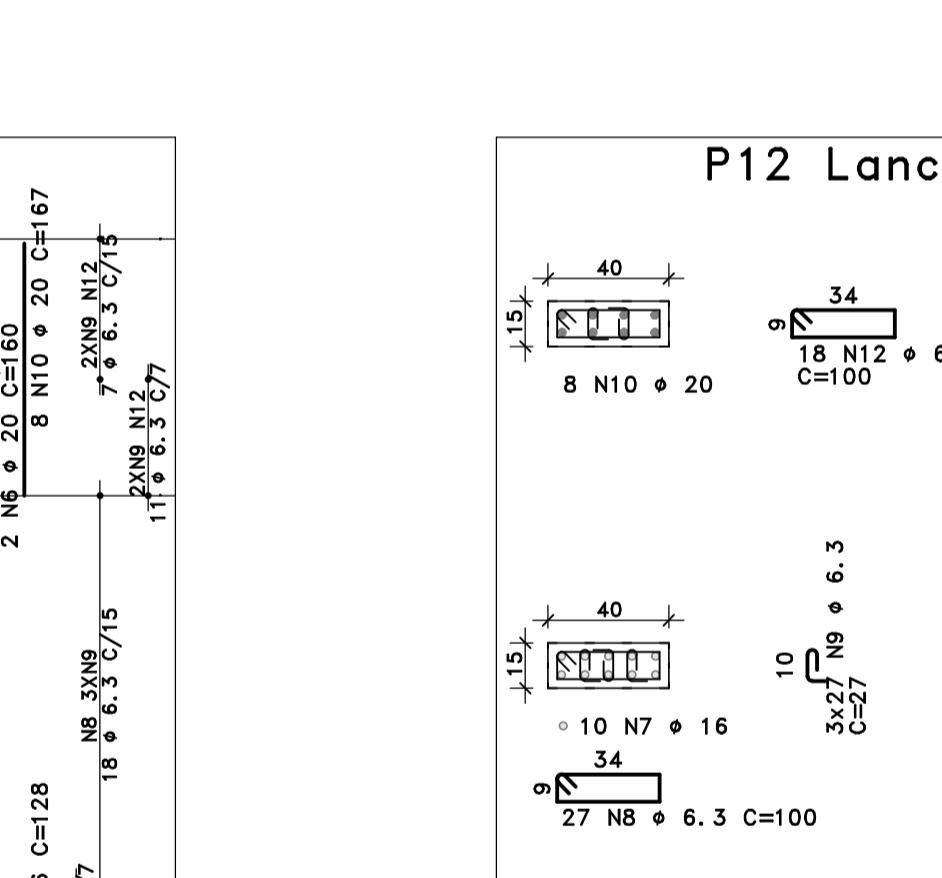 2 N6 ϕ 20 C=160
8 N10 ϕ 20 C=167
2XN9 N12
7 ϕ 6.3 C/15
2XN9 N12
11 ϕ 6.3 C/7
N8 3XN9
18 ϕ 6.3 C/15
C=128
P12 Lanc
40
15
8 N10 ϕ 20
34
9
18 N12 ϕ 6
C=100
40
15
10 N7 ϕ 16
10
3x27 N9 ϕ 6.3
C=27
34
9
27 N8 ϕ 6.3 C=100